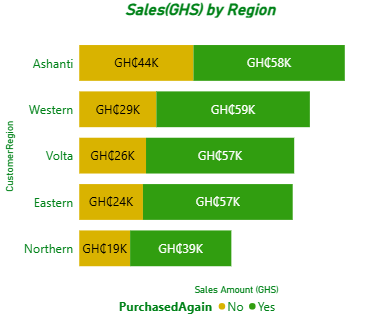 Sales(GHS) by Region
CustomerRegion
Ashanti GH₵44K GH₵58K
Western GH₵29K GH₵59K
Volta GH₵26K GH₵57K
Eastern GH₵24K GH₵57K
Northern GH₵19K GH₵39K
Sales Amount (GHS)
PurchasedAgain No Yes